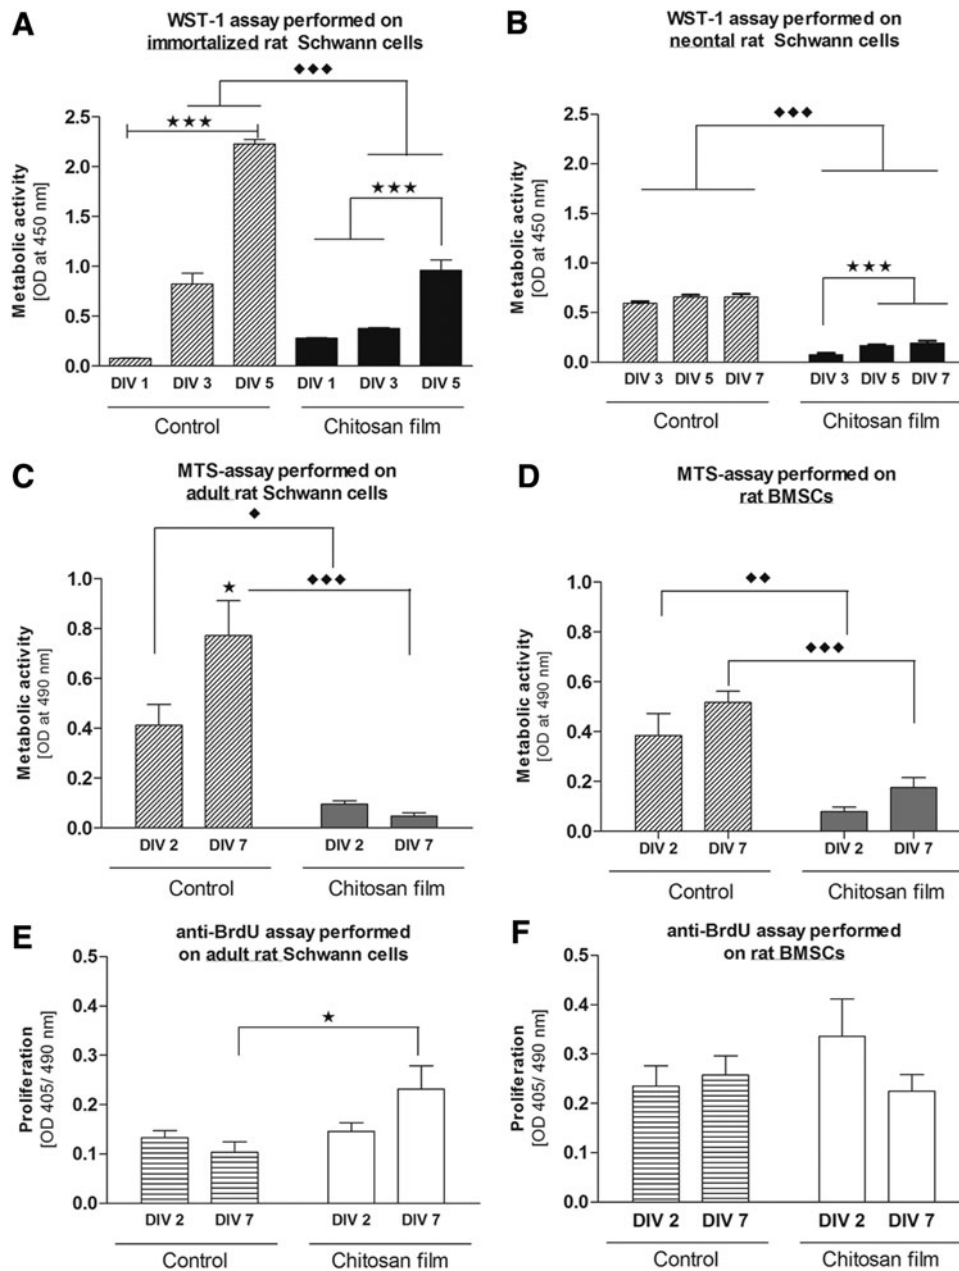 A
WST-1 assay performed on
immortalized rat Schwann cells
◆◆◆
★★★
★★★
Metabolic activity
[OD at 450 nm]
2.5
2.0
1.5
1.0
0.5
0.0
DIV 1 DIV 3 DIV 5 DIV 1 DIV 3 DIV 5
Control Chitosan film
B
WST-1 assay performed on
neontal rat Schwann cells
◆◆◆
★★★
Metabolic activity
[OD at 450 nm]
2.5
2.0
1.5
1.0
0.5
0.0
DIV 3 DIV 5 DIV 7 DIV 3 DIV 5 DIV 7
Control Chitosan film
C
MTS-assay performed on
adult rat Schwann cells
◆
◆◆◆
★
Metabolic activity
[OD at 490 nm]
1.0
0.8
0.6
0.4
0.2
0.0
DIV 2 DIV 7 DIV 2 DIV 7
Control Chitosan film
D
MTS-assay performed on
rat BMSCs
◆◆
◆◆◆
Metabolic activity
[OD at 490 nm]
1.0
0.8
0.6
0.4
0.2
0.0
DIV 2 DIV 7 DIV 2 DIV 7
Control Chitosan film
E
anti-BrdU assay performed
on adult rat Schwann cells
★
Proliferation
[OD 405/ 490 nm]
0.5
0.4
0.3
0.2
0.1
0.0
DIV 2 DIV 7 DIV 2 DIV 7
Control Chitosan film
F
anti-BrdU assay performed
on rat BMSCs
Proliferation
[OD 405/ 490 nm]
0.4
0.3
0.2
0.1
0.0
DIV 2 DIV 7 DIV 2 DIV 7
Control Chitosan film